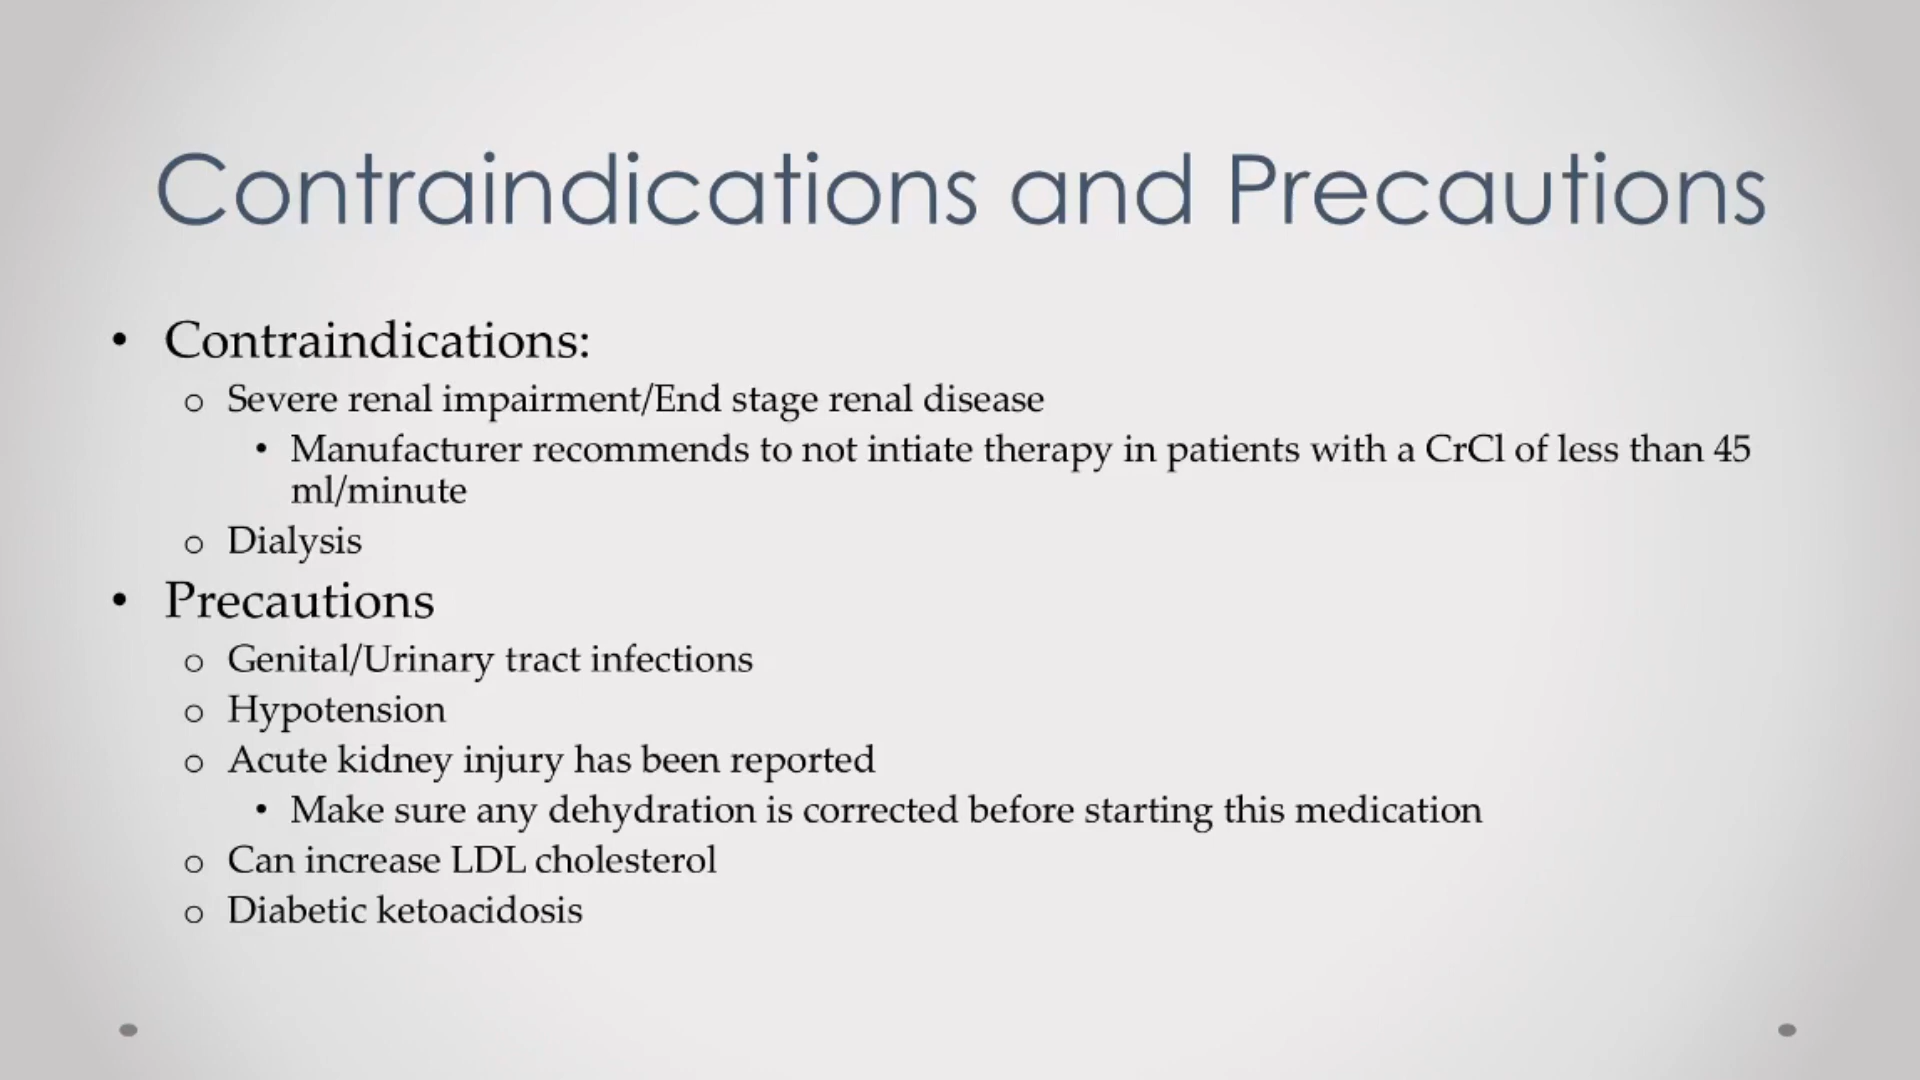 Contraindications and Precautions
• Contraindications:
o Severe renal impairment/End stage renal disease
• Manufacturer recommends to not intiate therapy in patients with a CrCl of less than 45
ml/minute
o Dialysis
• Precautions
o Genital/Urinary tract infections
o Hypotension
o Acute kidney injury has been reported
• Make sure any dehydration is corrected before starting this medication
o Can increase LDL cholesterol
o Diabetic ketoacidosis